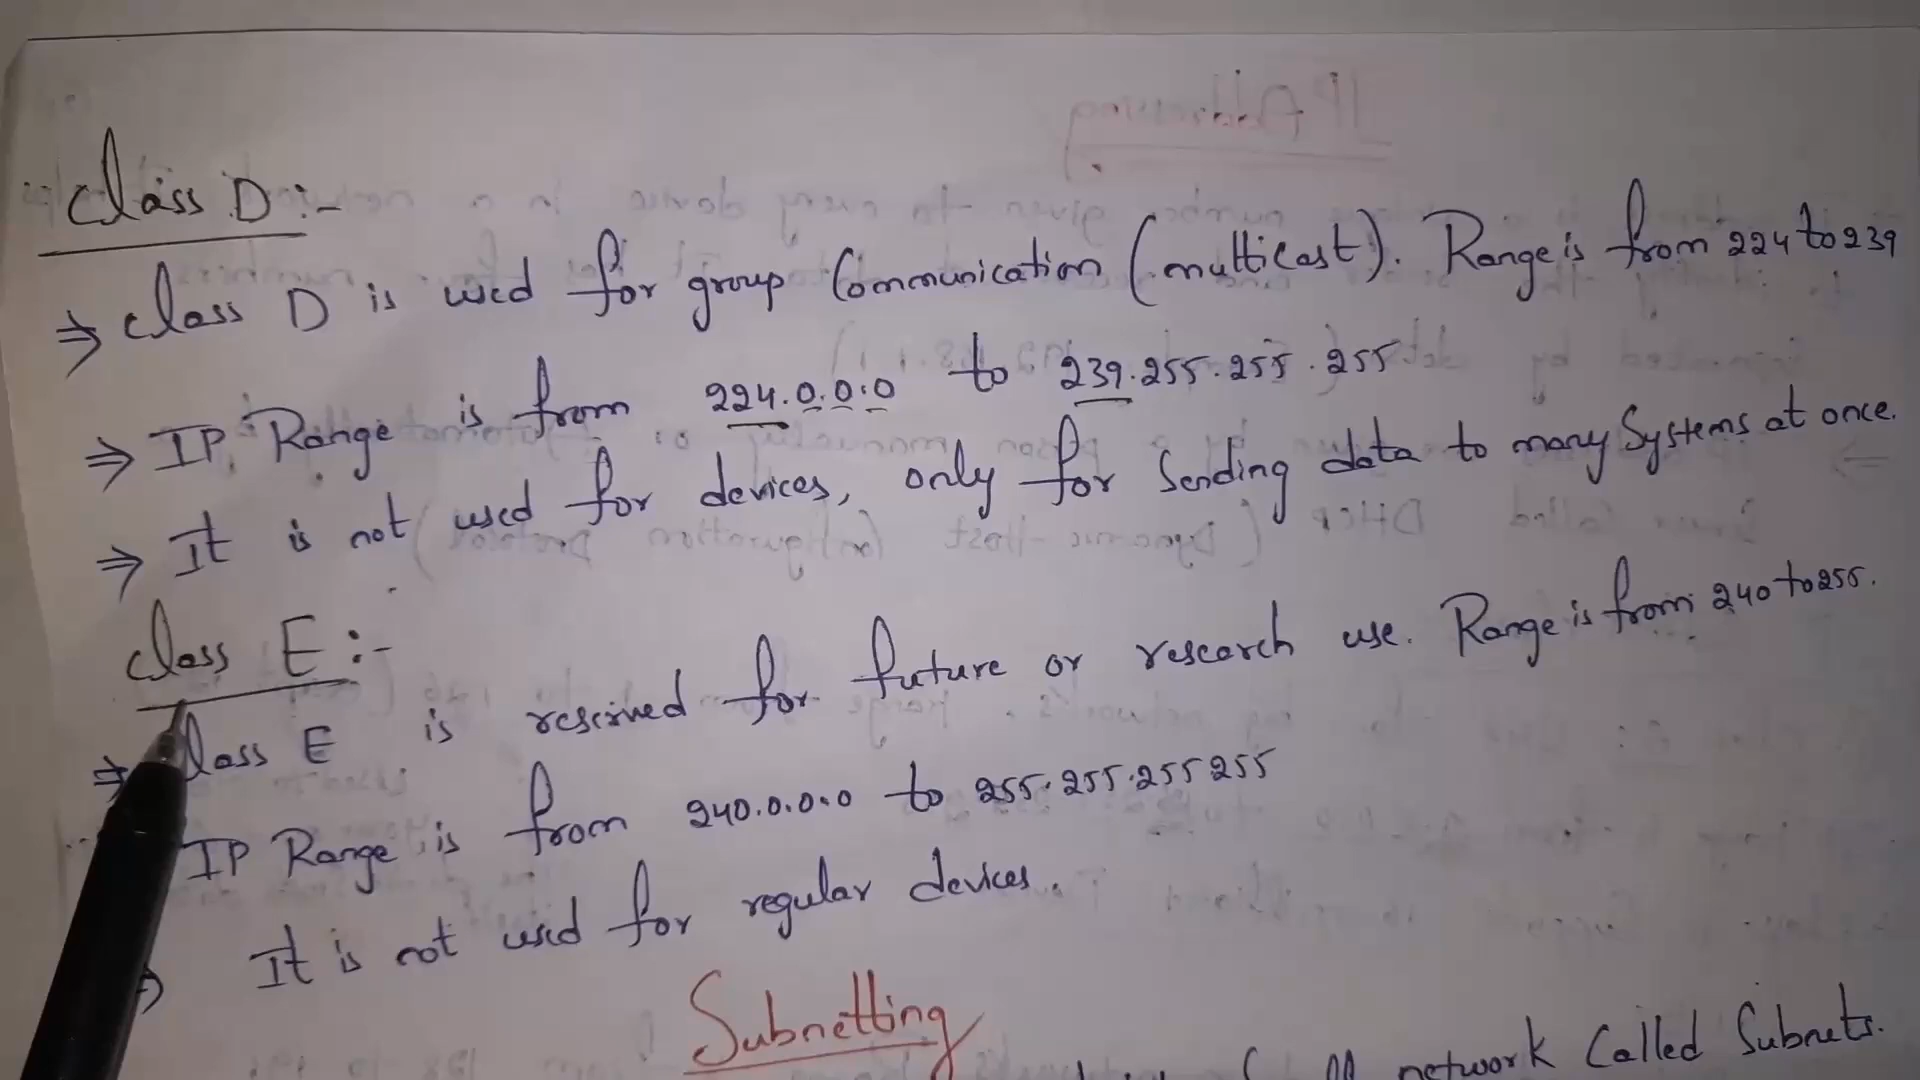 Class D :-
⇒ Class D is used for group Communication (multicast). Range is from 224 to 239
⇒ IP Range is from 224.0.0.0 to 239.255.255.255
⇒ It is not used for devices, only for Sending data to many Systems at once.
Class E :-
⇒ Class E is reserved for future or research use. Range is from 240 to 255.
IP Range is from 240.0.0.0 to 255.255.255 255
⇒ It is not used for regular devices.
Subnetting
network Called Subnets.